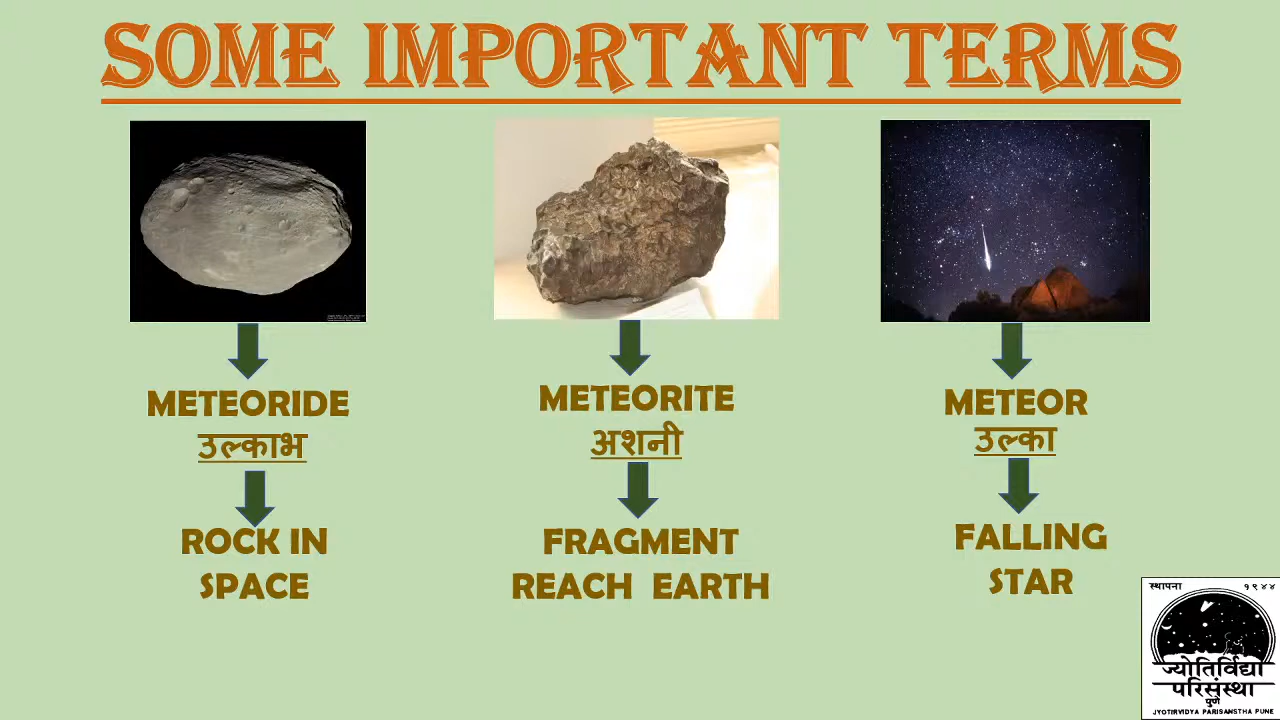 SOME IMPORTANT TERMS
METEORIDE
उल्काभ
ROCK IN
SPACE
METEORITE
अशनी
FRAGMENT
REACH EARTH
METEOR
उल्का
FALLING
STAR
स्थापना १९४४
ज्योतिर्विद्या
परिसंस्था
पुणे
JYOTIRVIDYA PARISANSTHA PUNE